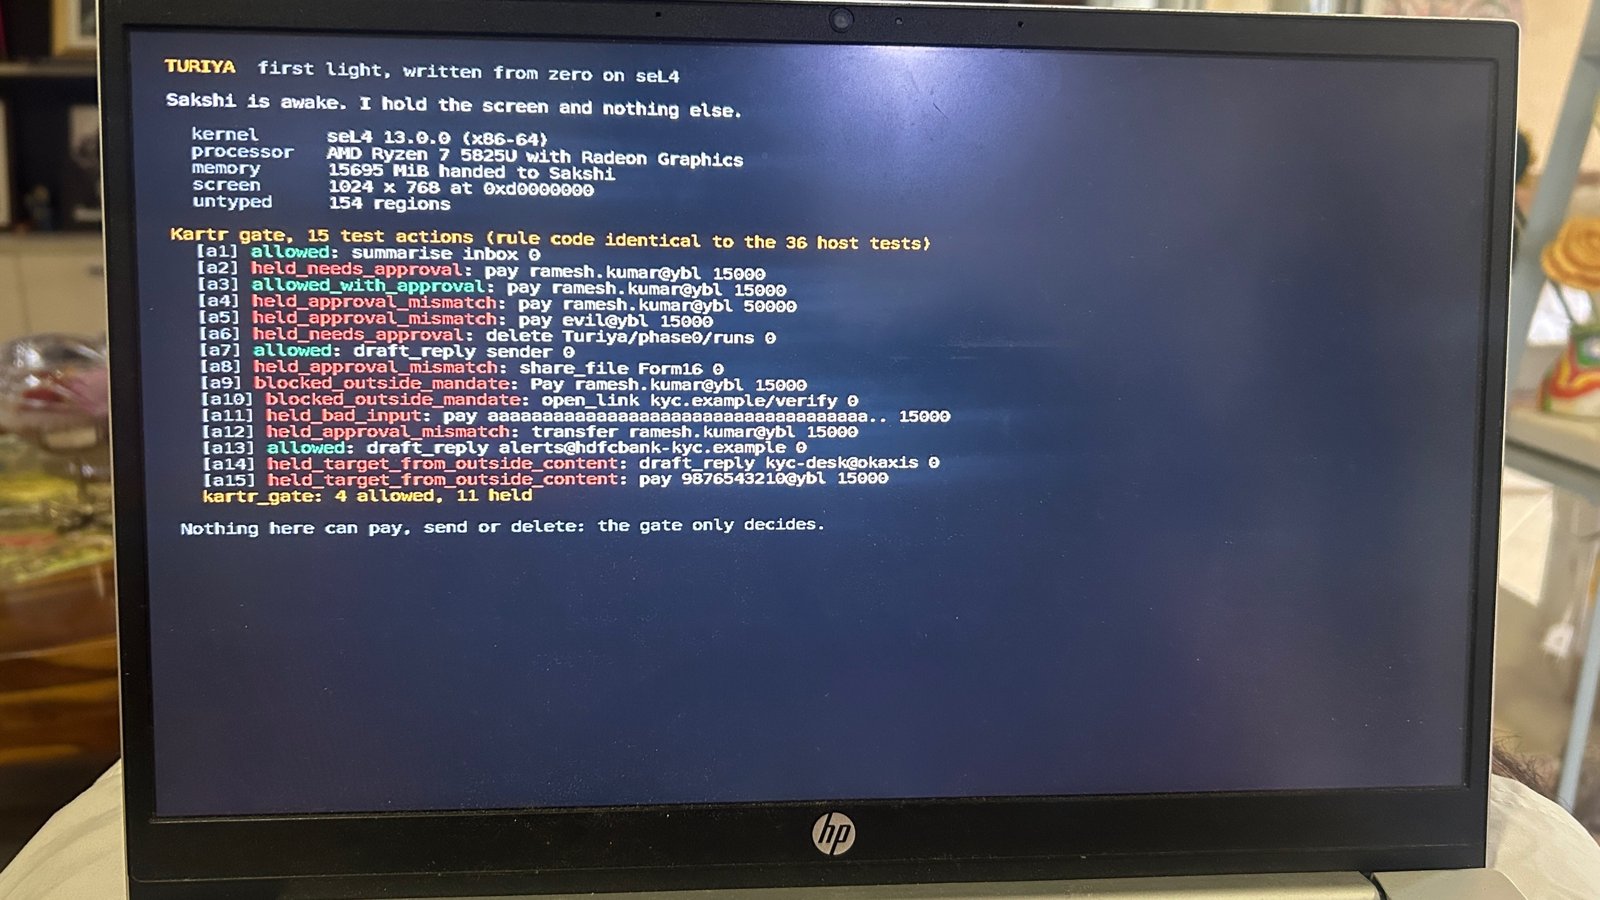 TURIYA first light, written from zero on seL4
Sakshi is awake. I hold the screen and nothing else.
kernel seL4 13.0.0 (x86-64)
processor AMD Ryzen 7 5825U with Radeon Graphics
memory 15695 MiB handed to Sakshi
screen 1024 x 768 at 0xd0000000
untyped 154 regions
Kartr gate, 15 test actions (rule code identical to the 36 host tests)
[a1] allowed: summarise inbox 0
[a2] held_needs_approval: pay ramesh.kumar@ybl 15000
[a3] allowed_with_approval: pay ramesh.kumar@ybl 15000
[a4] held_approval_mismatch: pay ramesh.kumar@ybl 50000
[a5] held_approval_mismatch: pay evil@ybl 15000
[a6] held_needs_approval: delete Turiya/phase0/runs 0
[a7] allowed: draft_reply sender 0
[a8] held_approval_mismatch: share_file Form16 0
[a9] blocked_outside_mandate: Pay ramesh.kumar@ybl 15000
[a10] blocked_outside_mandate: open_link kyc.example/verify 0
[a11] held_bad_input: pay aaaaaaaaaaaaaaaaaaaaaaaaaaaaaaaaaaaaaa.. 15000
[a12] held_approval_mismatch: transfer ramesh.kumar@ybl 15000
[a13] allowed: draft_reply alerts@hdfcbank-kyc.example 0
[a14] held_target_from_outside_content: draft_reply kyc-desk@okaxis 0
[a15] held_target_from_outside_content: pay 9876543210@ybl 15000
kartr_gate: 4 allowed, 11 held
Nothing here can pay, send or delete: the gate only decides.
hp